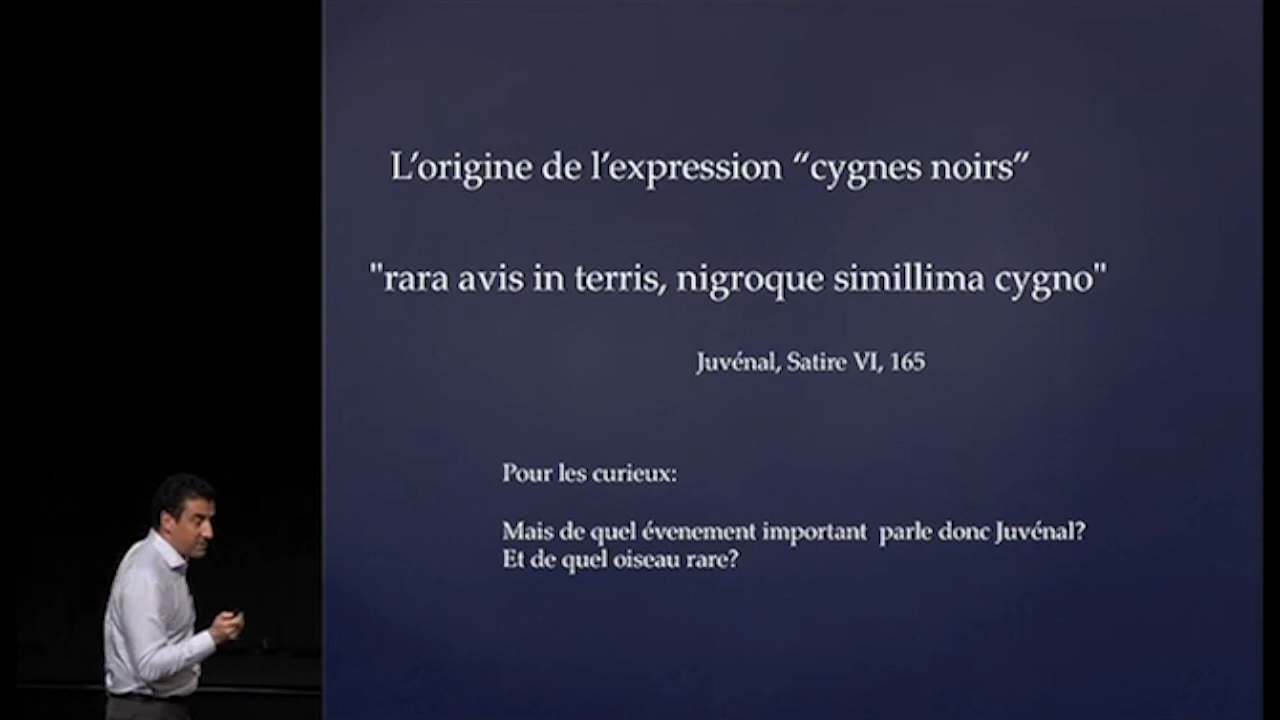 L’origine de l’expression “cygnes noirs”
"rara avis in terris, nigroque simillima cygno"
Juvénal, Satire VI, 165
Pour les curieux:
Mais de quel évenement important parle donc Juvénal?
Et de quel oiseau rare?